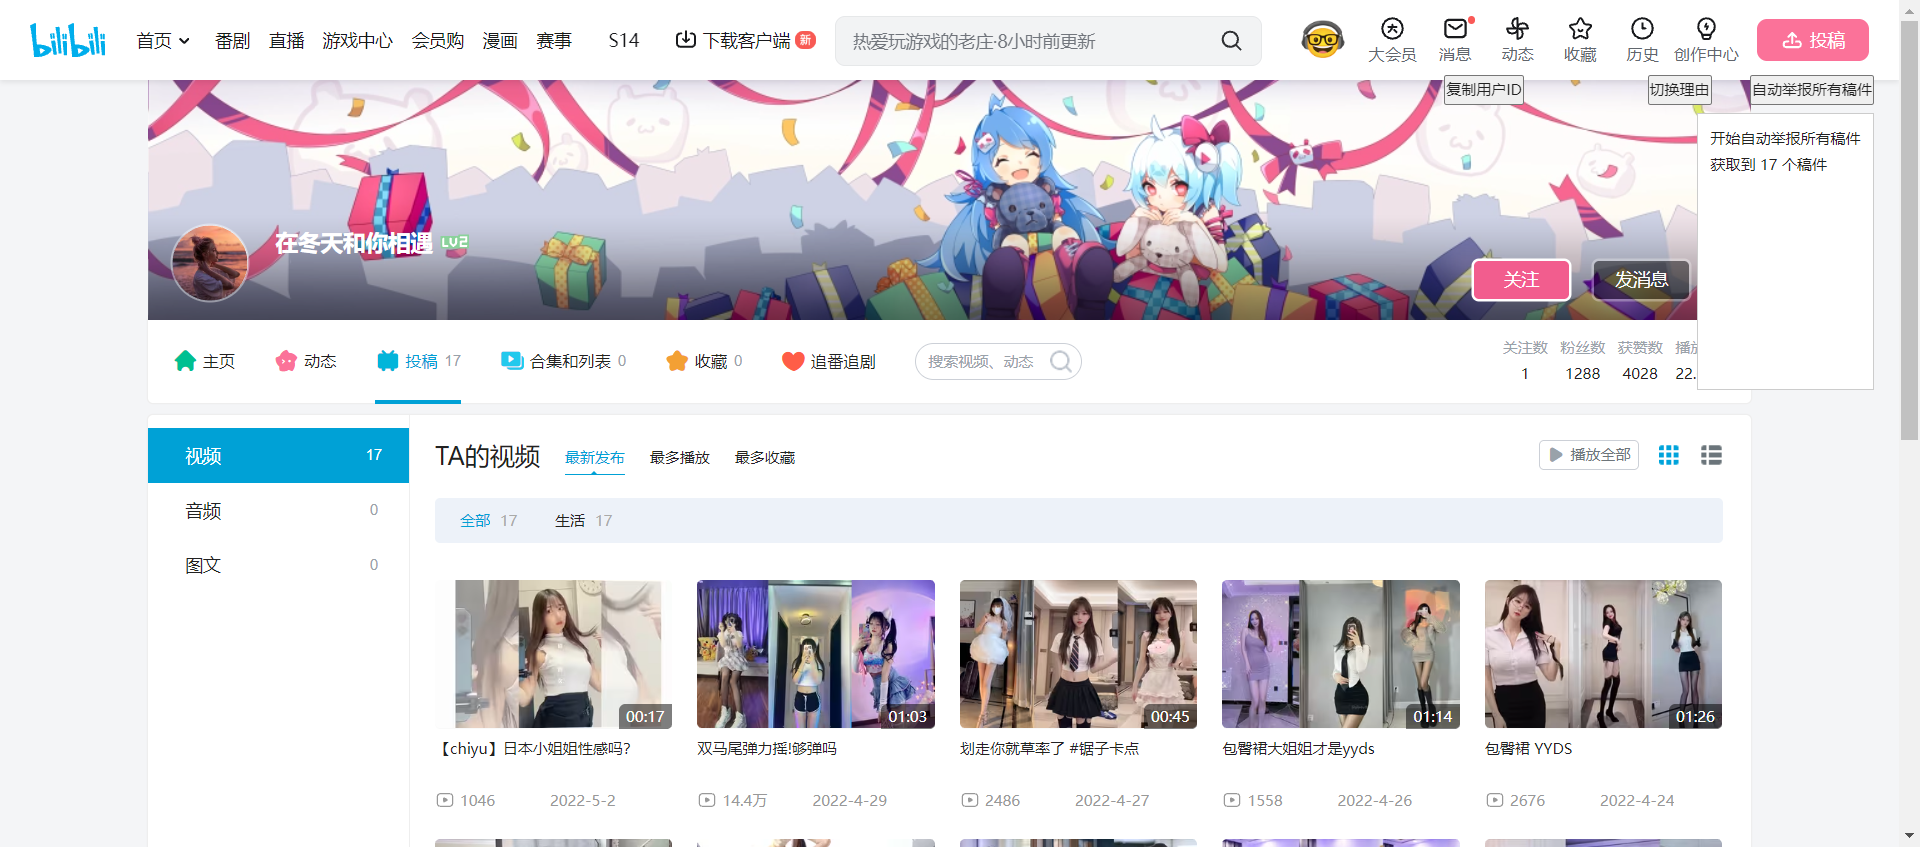 bilibili
首页
番剧
直播
游戏中心
会员购
漫画
赛事
S14
下载客户端
新
热爱玩游戏的老庄·8小时前更新
大会员
消息
动态
收藏
历史
创作中心
投稿
复制用户ID
切换理由
自动举报所有稿件
开始自动举报所有稿件
获取到 17 个稿件
在冬天和你相遇 LV2
关注
发消息
主页
动态
投稿 17
合集和列表 0
收藏 0
追番追剧
搜索视频、动态
关注数 粉丝数 获赞数 播放
1 1288 4028 22.
视频 17
音频 0
图文 0
TA的视频
最新发布
最多播放
最多收藏
播放全部
全部 17
生活 17
00:17
01:03
00:45
01:14
01:26
【chiyu】日本小姐姐性感吗?
双马尾弹力摇!够弹吗
划走你就草率了 #锯子卡点
包臀裙大姐姐才是yyds
包臀裙 YYDS
1046 2022-5-2
14.4万 2022-4-29
2486 2022-4-27
1558 2022-4-26
2676 2022-4-24